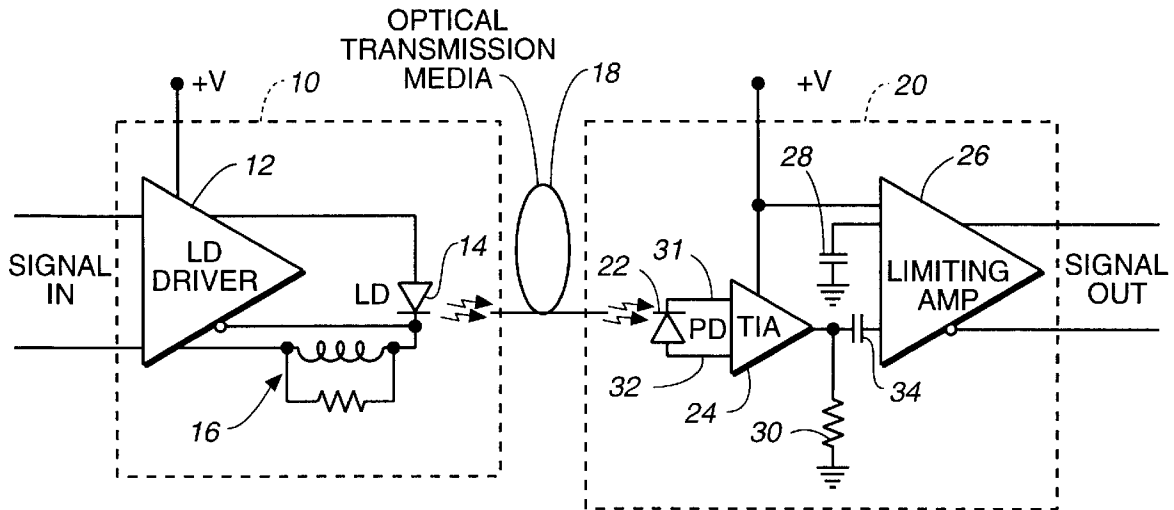 OPTICAL
TRANSMISSION
MEDIA
+V
10
18
+V
20
12
28
26
14
22
31
SIGNAL
IN
LD
DRIVER
LD
PD
TIA
LIMITING
AMP
SIGNAL
OUT
16
32
24
30
34